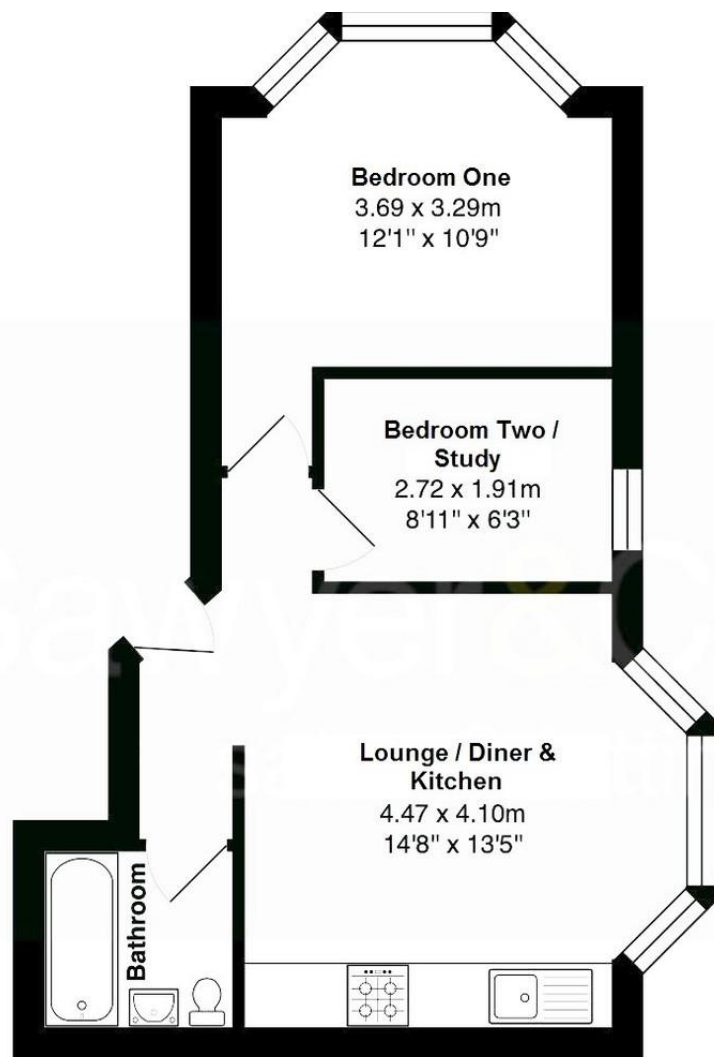 Bedroom One
3.69 x 3.29m
12'1" x 10'9"
Bedroom Two /
Study
2.72 x 1.91m
8'11" x 6'3"
Lounge / Diner &
Kitchen
4.47 x 4.10m
14'8" x 13'5"
Bathroom